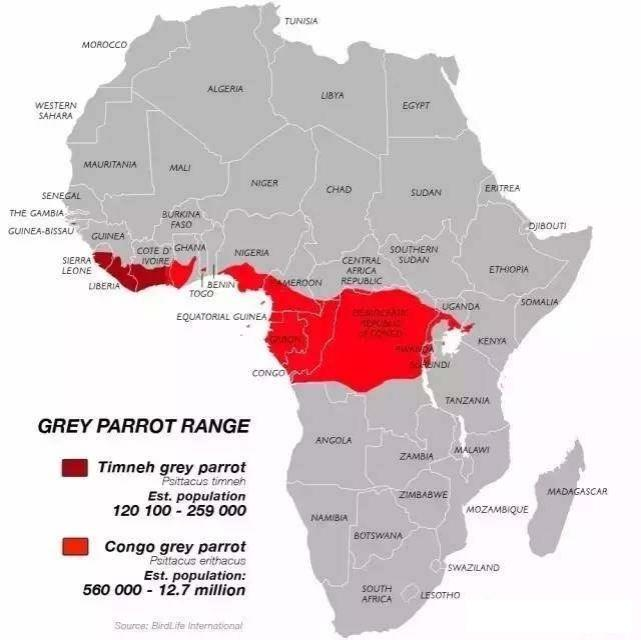 TUNISIA
MOROCCO
ALGERIA
LIBYA
EGYPT
WESTERN
SAHARA
MAURITANIA
MALI
NIGER
CHAD
SUDAN
ERITREA
SENEGAL
THE GAMBIA
GUINEA-BISSAU
GUINEA
BURKINA
FASO
DJIBOUTI
SIERRA
LEONE
LIBERIA
COTE D'
IVOIRE
GHANA
TOGO
BENIN
NIGERIA
CAMEROON
CENTRAL
AFRICA
REPUBLIC
SOUTHERN
SUDAN
ETHIOPIA
SOMALIA
EQUATORIAL GUINEA
GABON
CONGO
DEMOCRATIC
REPUBLIC
of CONGO
UGANDA
KENYA
RWANDA
BURUNDI
TANZANIA
ANGOLA
ZAMBIA
MALAWI
ZIMBABWE
MOZAMBIQUE
MADAGASCAR
NAMIBIA
BOTSWANA
SWAZILAND
SOUTH
AFRICA
LESOTHO
GREY PARROT RANGE
Timneh grey parrot
Psittacus timneh
Est. population
120 100 - 259 000
Congo grey parrot
Psittacus erithacus
Est. population:
560 000 - 12.7 million
Source: BirdLife International